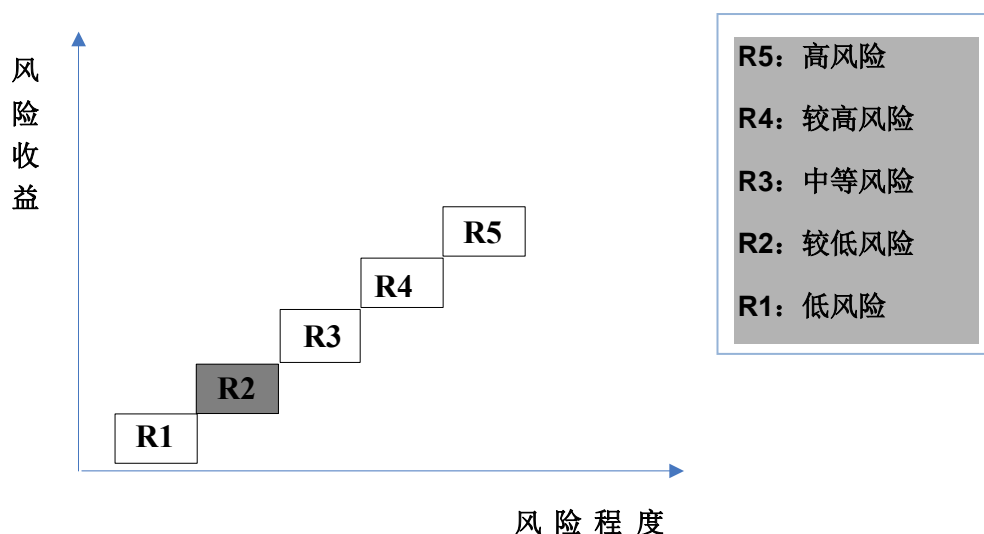 风险收益
R5
R4
R3
R2
R1
风险程度
R5：高风险
R4：较高风险
R3：中等风险
R2：较低风险
R1：低风险